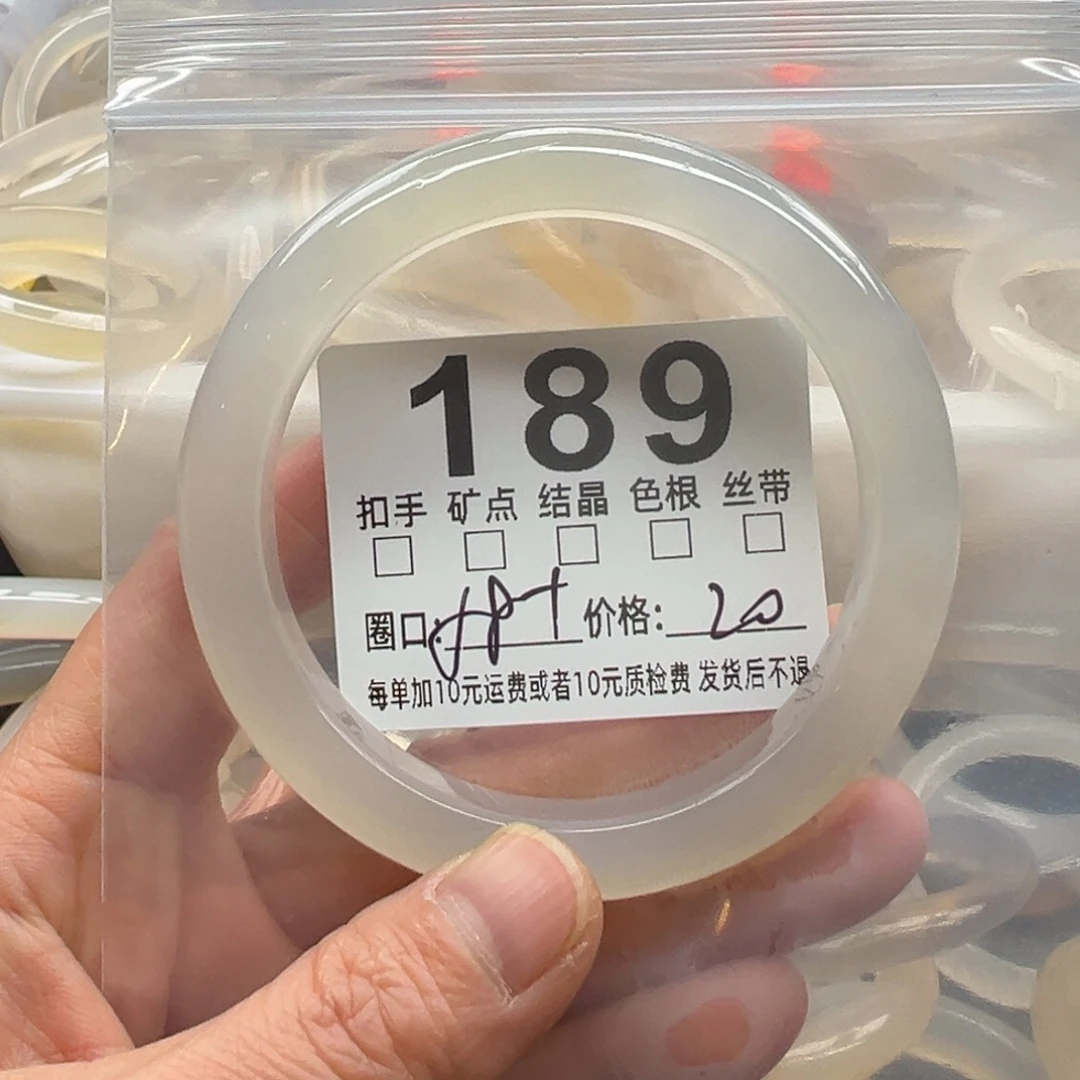 189
扣手 矿点 结晶 色根 丝带
圈口: 价格: 20
每单加10元运费或者10元质检费 发货后不退